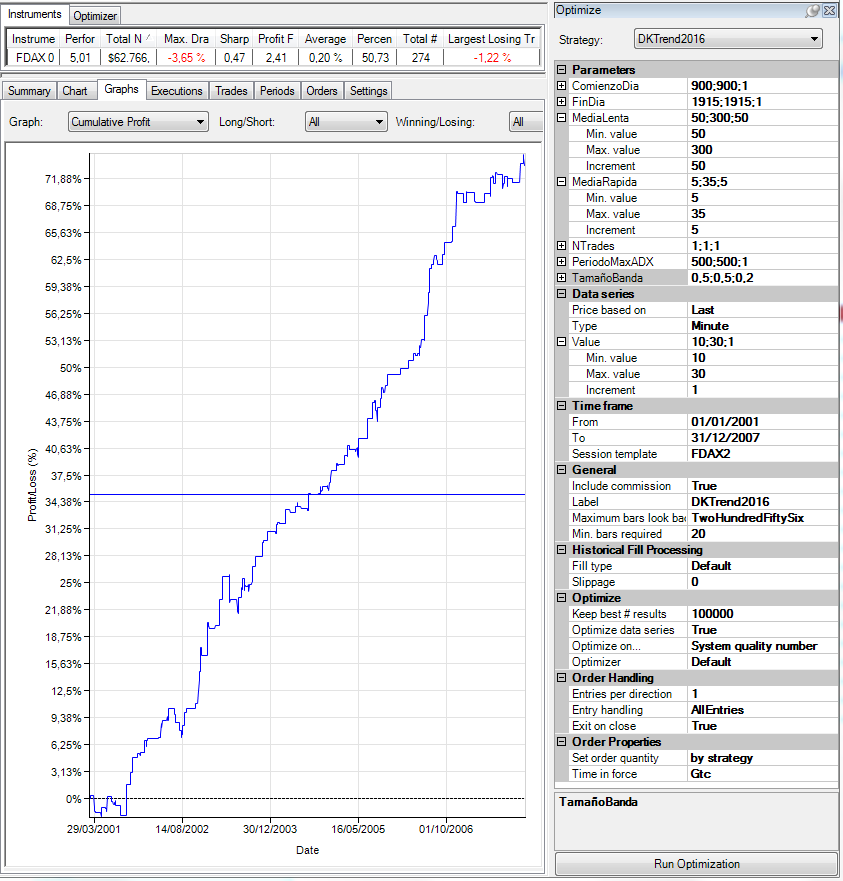 Instruments Optimizer
Instrume Perfor Total N Max. Dra Sharp Profit F Average Percen Total # Largest Losing Tr
FDAX 0 5,01 $62.766, -3,65 % 0,47 2,41 0,20 % 50,73 274 -1,22 %
Summary Chart Graphs Executions Trades Periods Orders Settings
Graph: Cumulative Profit Long/Short: All Winning/Losing: All
Profit/Loss (%)
71,88%
68,75%
65,63%
62,5%
59,38%
56,25%
53,13%
50%
46,88%
43,75%
40,63%
37,5%
34,38%
31,25%
28,13%
25%
21,88%
18,75%
15,63%
12,5%
9,38%
6,25%
3,13%
0%
29/03/2001 14/08/2002 30/12/2003 16/05/2005 01/10/2006
Date
Optimize
Strategy: DKTrend2016
Parameters
ComienzoDia 900;900;1
FinDia 1915;1915;1
MediaLenta 50;300;50
Min. value 50
Max. value 300
Increment 50
MediaRapida 5;35;5
Min. value 5
Max. value 35
Increment 5
NTrades 1;1;1
PeriodoMaxADX 500;500;1
TamañoBanda 0,5;0,5;0,2
Data series
Price based on Last
Type Minute
Value 10;30;1
Min. value 10
Max. value 30
Increment 1
Time frame
From 01/01/2001
To 31/12/2007
Session template FDAX2
General
Include commission True
Label DKTrend2016
Maximum bars look bac TwoHundredFiftySix
Min. bars required 20
Historical Fill Processing
Fill type Default
Slippage 0
Optimize
Keep best # results 100000
Optimize data series True
Optimize on... System quality number
Optimizer Default
Order Handling
Entries per direction 1
Entry handling AllEntries
Exit on close True
Order Properties
Set order quantity by strategy
Time in force Gtc
TamañoBanda
Run Optimization